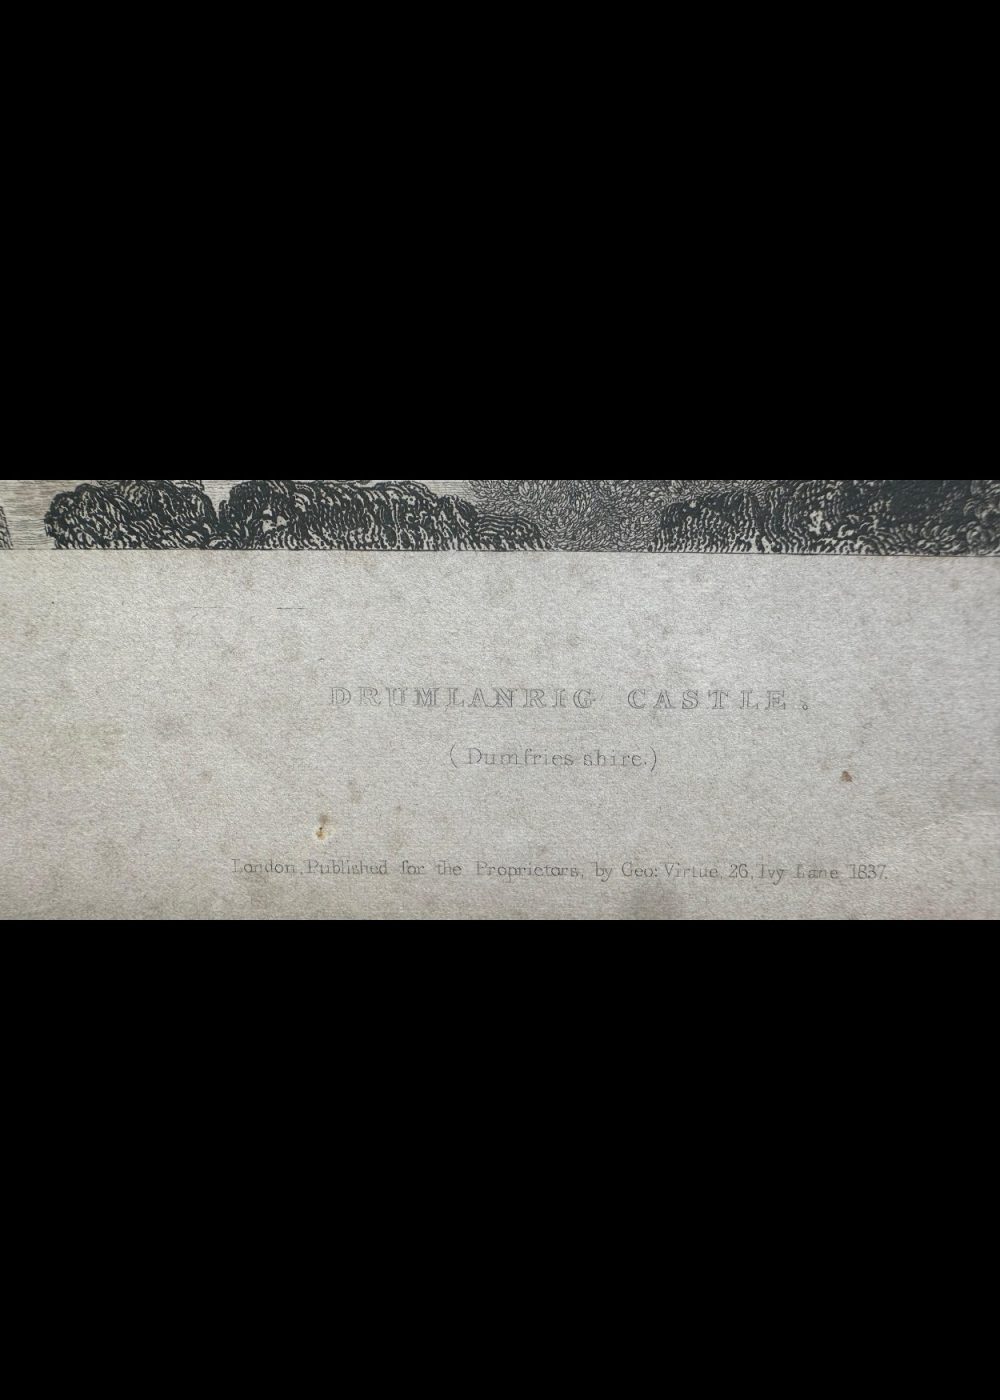 DRUMLANRIG CASTLE.
(Dumfries shire.)
London, Published for the Proprietors, by Geo: Virtue, 26, Ivy Lane 1837.